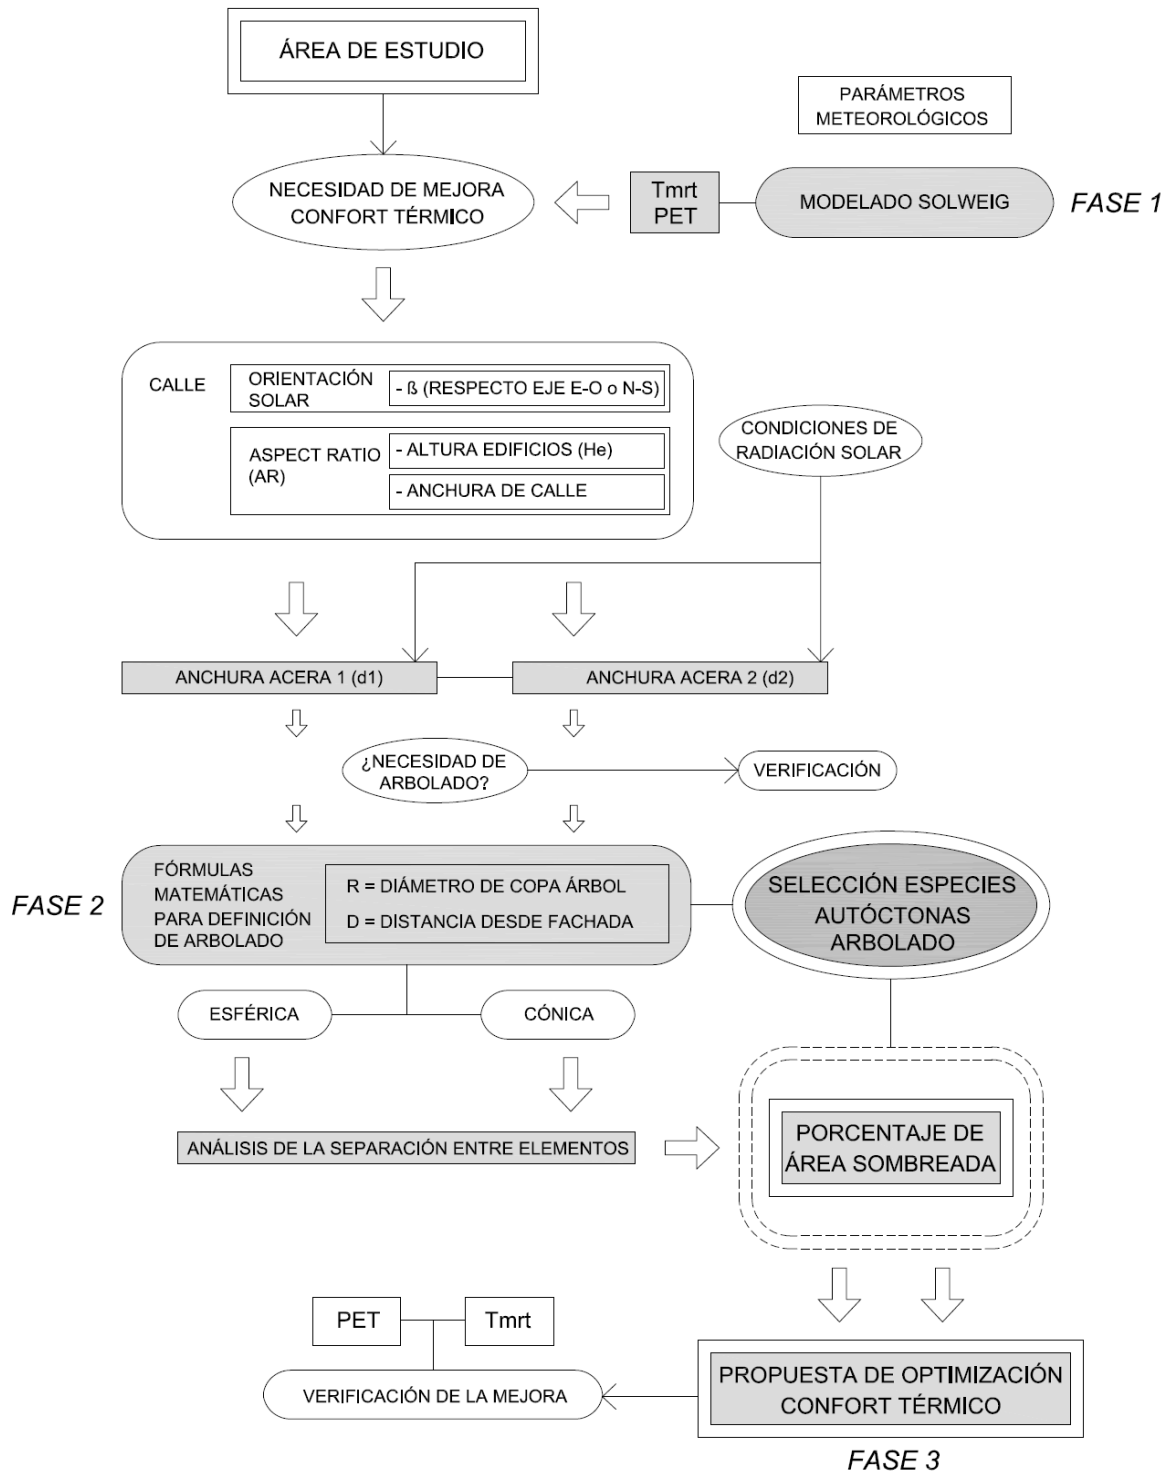 ÁREA DE ESTUDIO
PARÁMETROS
METEOROLÓGICOS
NECESIDAD DE MEJORA
CONFORT TÉRMICO
Tmrt
PET
MODELADO SOLWEIG
FASE 1
CALLE
ORIENTACIÓN
SOLAR
- ß (RESPECTO EJE E-O o N-S)
ASPECT RATIO
(AR)
- ALTURA EDIFICIOS (He)
- ANCHURA DE CALLE
CONDICIONES DE
RADIACIÓN SOLAR
ANCHURA ACERA 1 (d1)
ANCHURA ACERA 2 (d2)
¿NECESIDAD DE
ARBOLADO?
VERIFICACIÓN
FASE 2
FÓRMULAS
MATEMÁTICAS
PARA DEFINICIÓN
DE ARBOLADO
R = DIÁMETRO DE COPA ÁRBOL
D = DISTANCIA DESDE FACHADA
SELECCIÓN ESPECIES
AUTÓCTONAS
ARBOLADO
ESFÉRICA
CÓNICA
ANÁLISIS DE LA SEPARACIÓN ENTRE ELEMENTOS
PORCENTAJE DE
ÁREA SOMBREADA
PET
Tmrt
VERIFICACIÓN DE LA MEJORA
PROPUESTA DE OPTIMIZACIÓN
CONFORT TÉRMICO
FASE 3